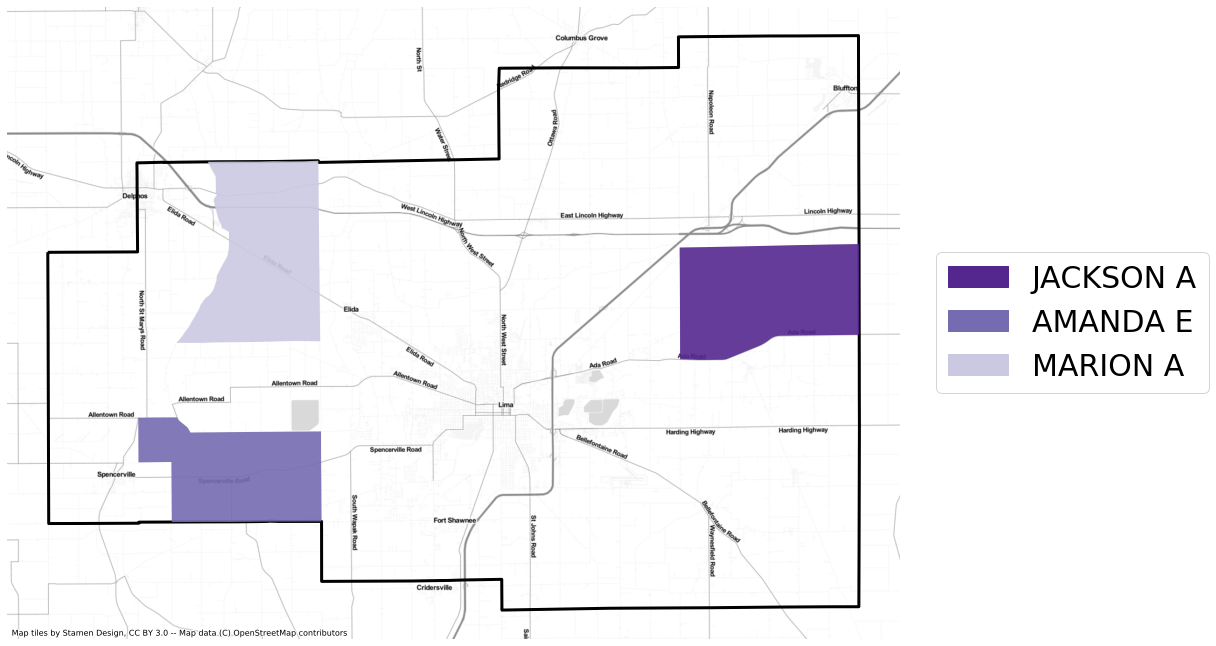 Columbus Grove
North St
Redridge Road
Bluffton
Napoleon Road
Ottawa Road
Water Street
Lincoln Highway
Delphos
Elida Road
West Lincoln Highway
East Lincoln Highway
Lincoln Highway
North West Street
Elida Road
JACKSON A
AMANDA E
MARION A
North St Marys Road
Elida
North West Street
Ada Road
Elida Road
Ada Road
Ada Road
Allentown Road
Allentown Road
Allentown Road
Lima
Allentown Road
Harding Highway
Harding Highway
Spencerville Road
Bellefontaine Road
Spencerville
Spencerville Road
South Wapak Road
Fort Shawnee
St Johns Road
Bellefontaine Road
Waynesfield Road
Cridersville
Map tiles by Stamen Design, CC BY 3.0 -- Map data (C) OpenStreetMap contributors